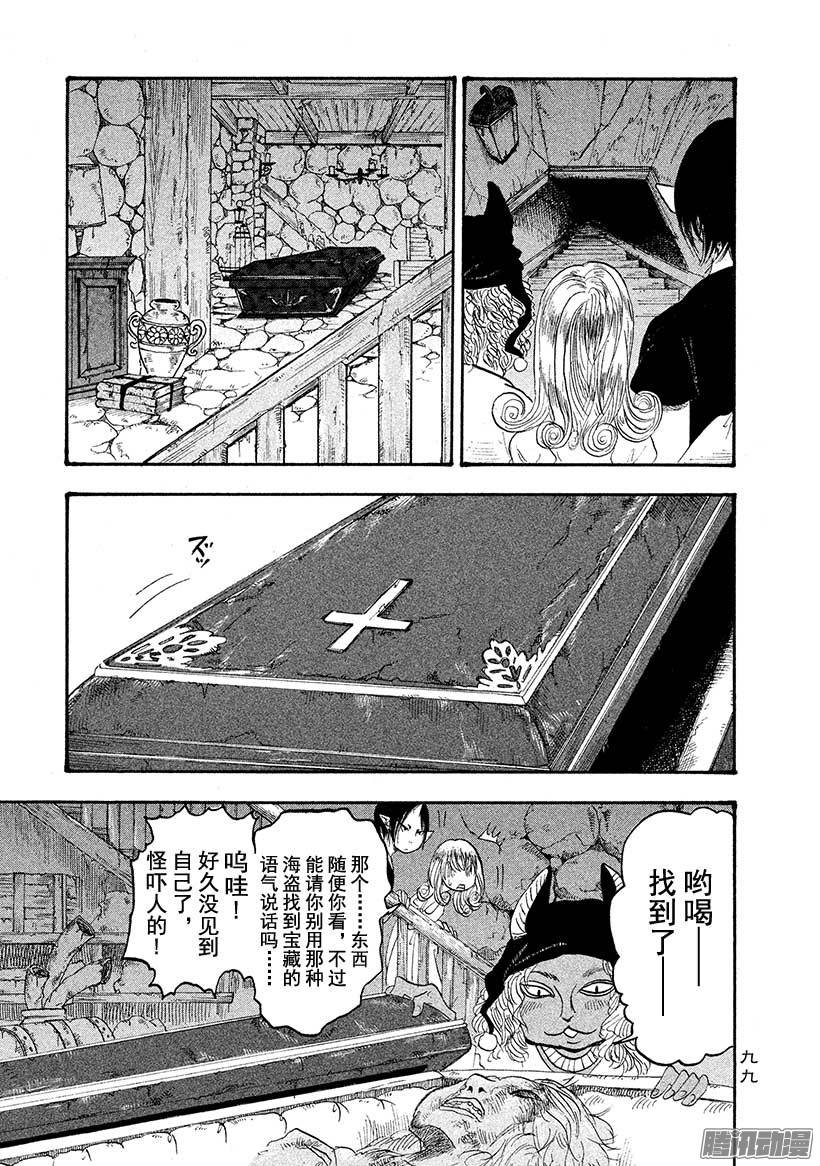 ズッ
哟喝——
找到了——
那个……东西
随便你看，不过
能请你别用那种
海盗找到宝藏的
语气说话吗……
呜哇！
好久没见到
自己了，
怪吓人的！
九九
腾讯动漫